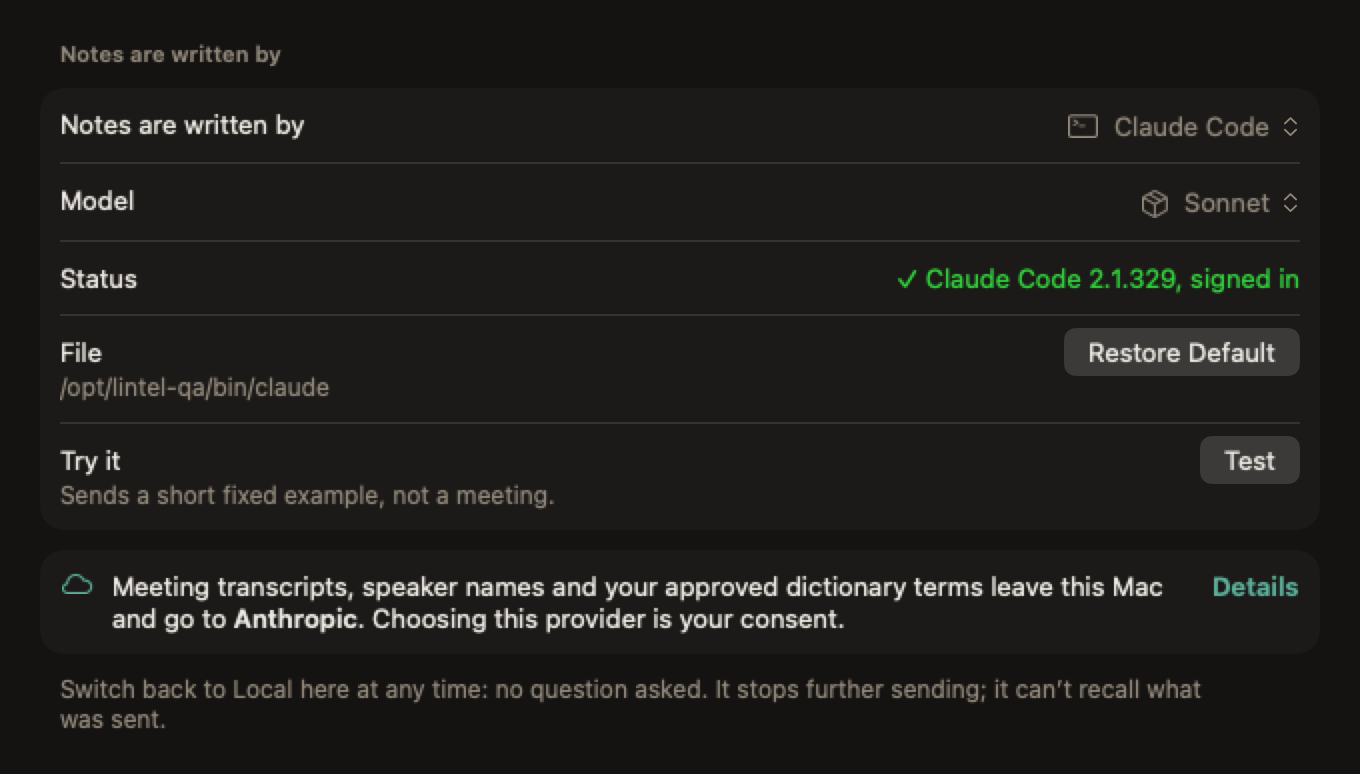 Notes are written by
Notes are written by
Claude Code
Model
Sonnet
Status
✓ Claude Code 2.1.329, signed in
File
Restore Default
/opt/lintel-qa/bin/claude
Try it
Test
Sends a short fixed example, not a meeting.
Meeting transcripts, speaker names and your approved dictionary terms leave this Mac
Details
and go to Anthropic. Choosing this provider is your consent.
Switch back to Local here at any time: no question asked. It stops further sending; it can’t recall what
was sent.